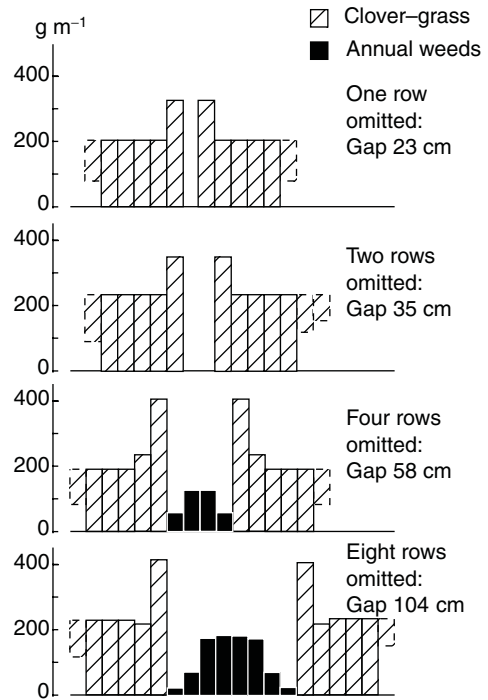 g m⁻¹
Clover–grass
Annual weeds
400
200
0
One row
omitted:
Gap 23 cm
400
200
0
Two rows
omitted:
Gap 35 cm
400
200
0
Four rows
omitted:
Gap 58 cm
400
200
0
Eight rows
omitted:
Gap 104 cm